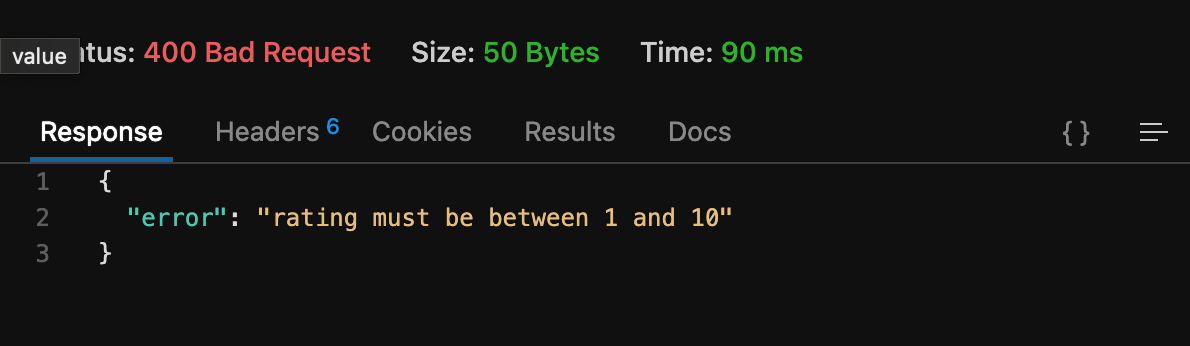 value tus: 400 Bad Request Size: 50 Bytes Time: 90 ms
Response Headers 6 Cookies Results Docs { }
1 {
2 "error": "rating must be between 1 and 10"
3 }